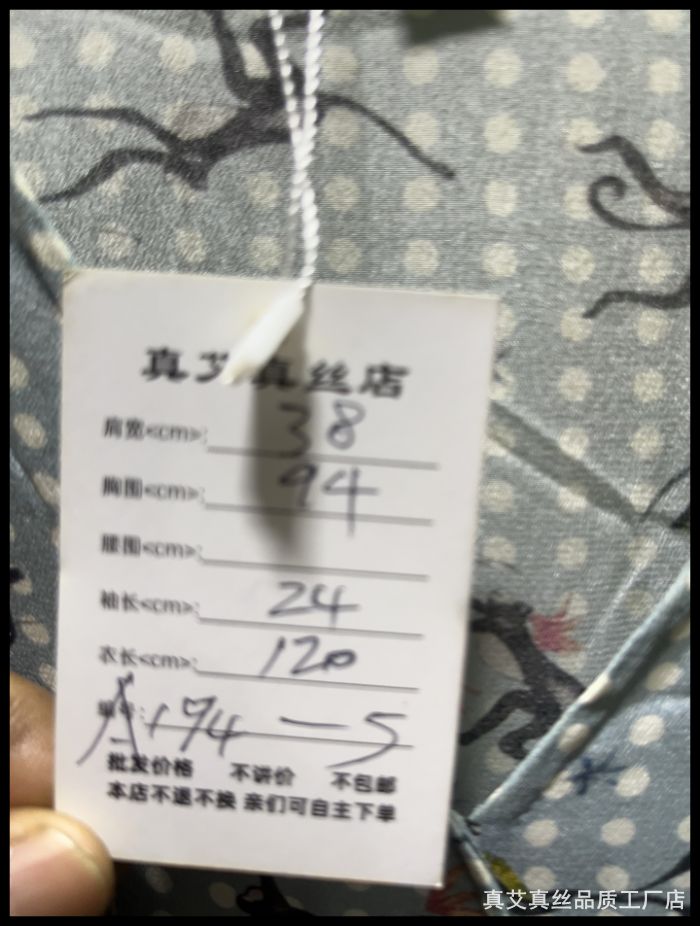 真艾真丝店
肩宽<cm>: 38
胸围<cm>: 94
腰围<cm>:
袖长<cm>: 24
衣长<cm>: 120
编号: A+94-5
批发价格 不讲价 不包邮
本店不退不换 亲们可自主下单
真艾真丝品质工厂店